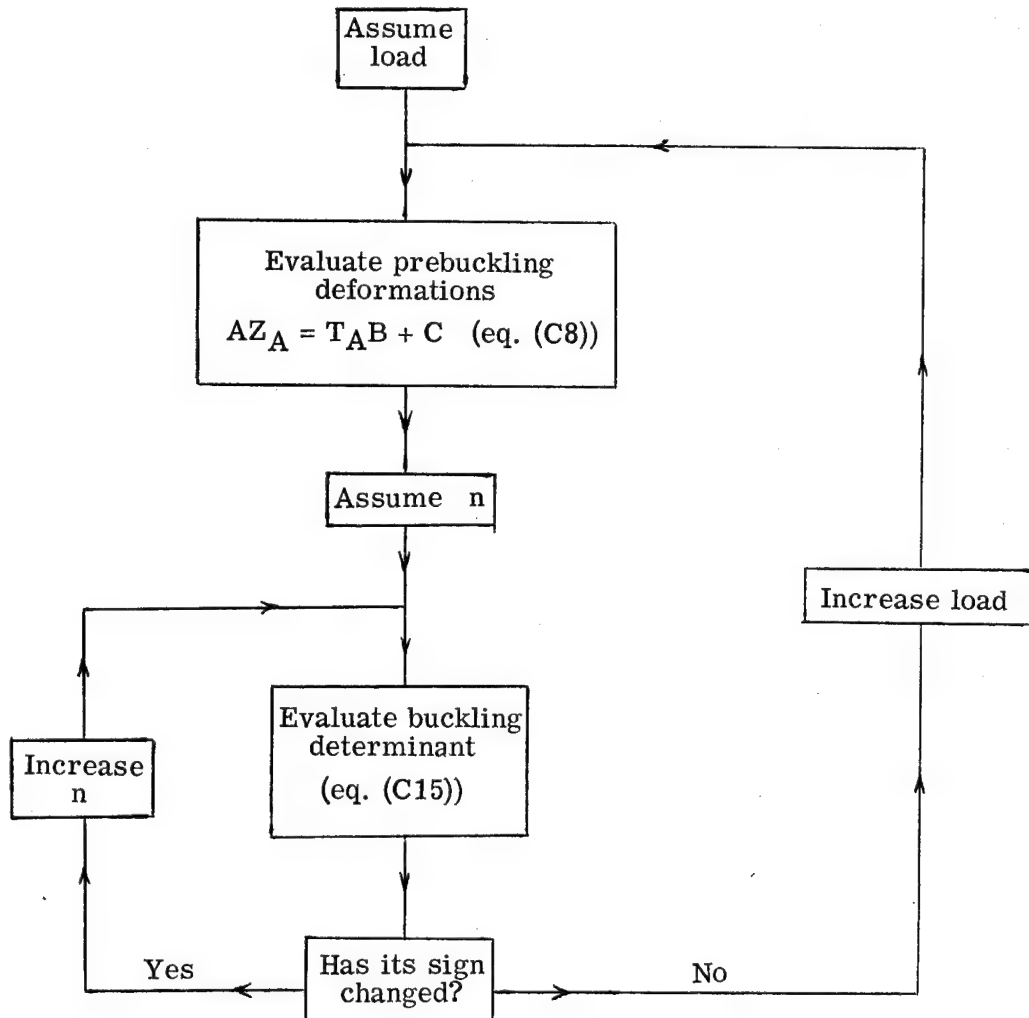 Assume
load
Evaluate prebuckling
deformations
AZ_A = T_AB + C (eq. (C8))
Assume n
Increase load
Evaluate buckling
determinant
(eq. (C15))
Increase
n
Has its sign
changed?
Yes
No